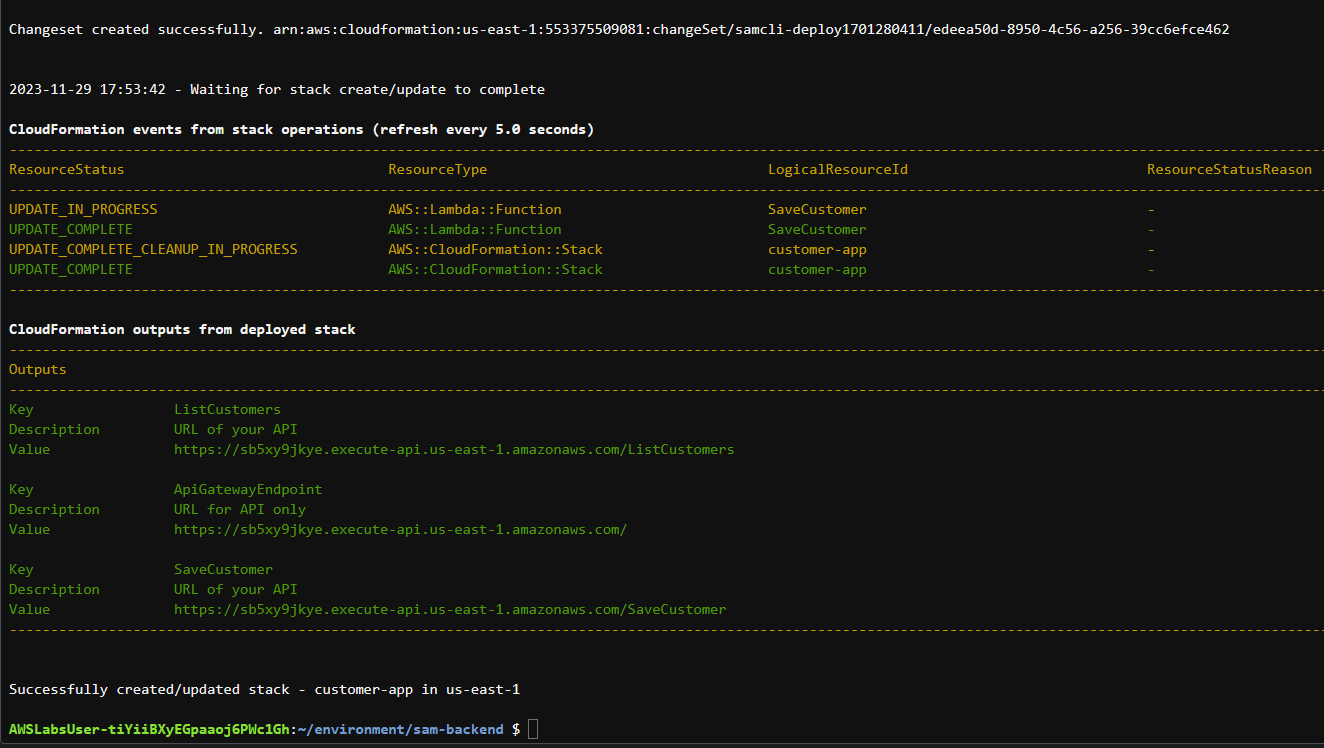 Changeset created successfully. arn:aws:cloudformation:us-east-1:553375509081:changeSet/samcli-deploy1701280411/edeea50d-8950-4c56-a256-39cc6efce462
2023-11-29 17:53:42 - Waiting for stack create/update to complete
CloudFormation events from stack operations (refresh every 5.0 seconds)
ResourceStatus ResourceType LogicalResourceId ResourceStatusReason
UPDATE_IN_PROGRESS AWS::Lambda::Function SaveCustomer -
UPDATE_COMPLETE AWS::Lambda::Function SaveCustomer -
UPDATE_COMPLETE_CLEANUP_IN_PROGRESS AWS::CloudFormation::Stack customer-app -
UPDATE_COMPLETE AWS::CloudFormation::Stack customer-app -
CloudFormation outputs from deployed stack
Outputs
Key ListCustomers
Description URL of your API
Value https://sb5xy9jkye.execute-api.us-east-1.amazonaws.com/ListCustomers
Key ApiGatewayEndpoint
Description URL for API only
Value https://sb5xy9jkye.execute-api.us-east-1.amazonaws.com/
Key SaveCustomer
Description URL of your API
Value https://sb5xy9jkye.execute-api.us-east-1.amazonaws.com/SaveCustomer
Successfully created/updated stack - customer-app in us-east-1
AWSLabsUser-tiYiiBXyEGpaaoj6PWc1Gh:~/environment/sam-backend $